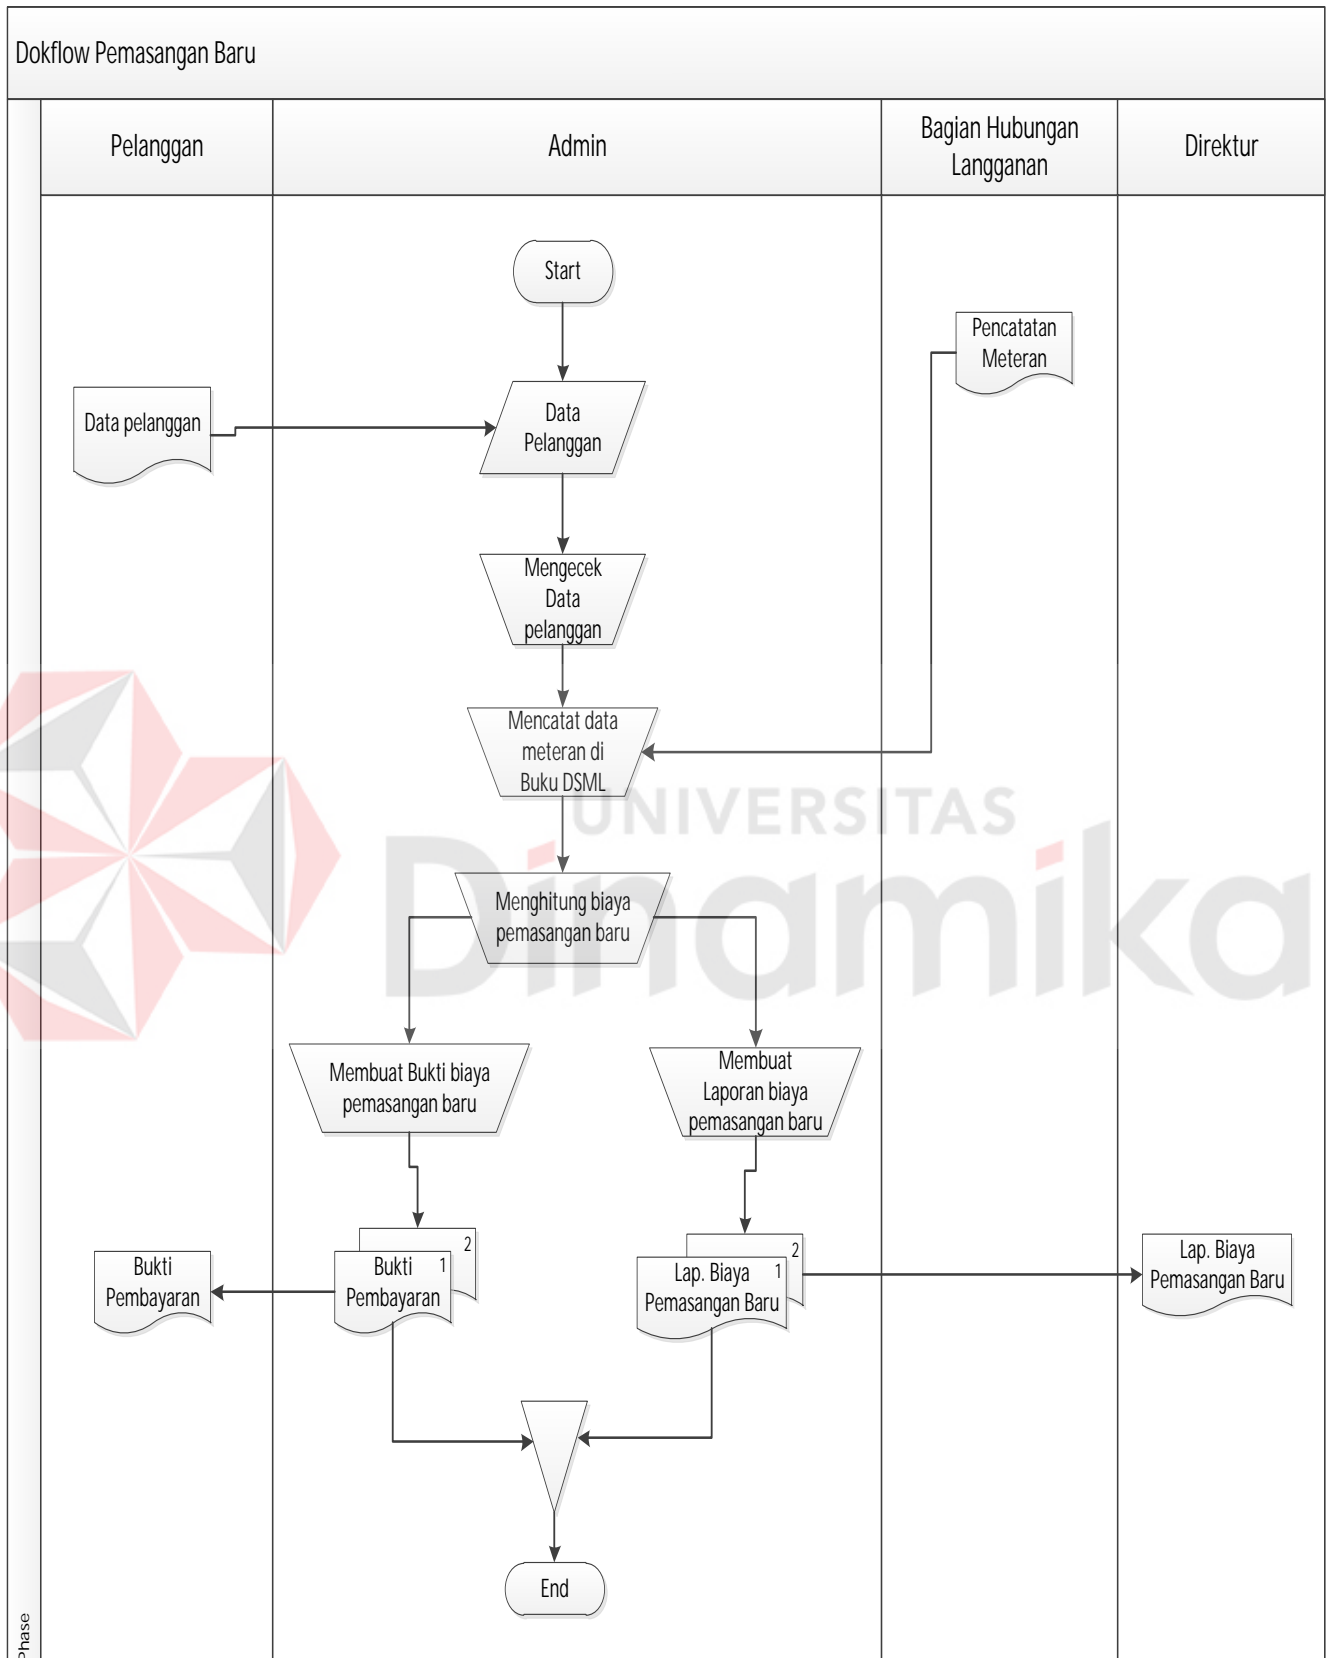 Dokflow Pemasangan Baru
Pelanggan
Admin
Bagian Hubungan
Langganan
Direktur
Start
Pencatatan
Meteran
Data pelanggan
Data
Pelanggan
Mengecek
Data
pelanggan
Mencatat data
meteran di
Buku DSML
UNIVERSITAS
Dinamika
Menghitung biaya
pemasangan baru
Membuat Bukti biaya
pemasangan baru
Membuat
Laporan biaya
pemasangan baru
Bukti
Pembayaran
2
1
Bukti
Pembayaran
2
1
Lap. Biaya
Pemasangan Baru
Lap. Biaya
Pemasangan Baru
End
Phase